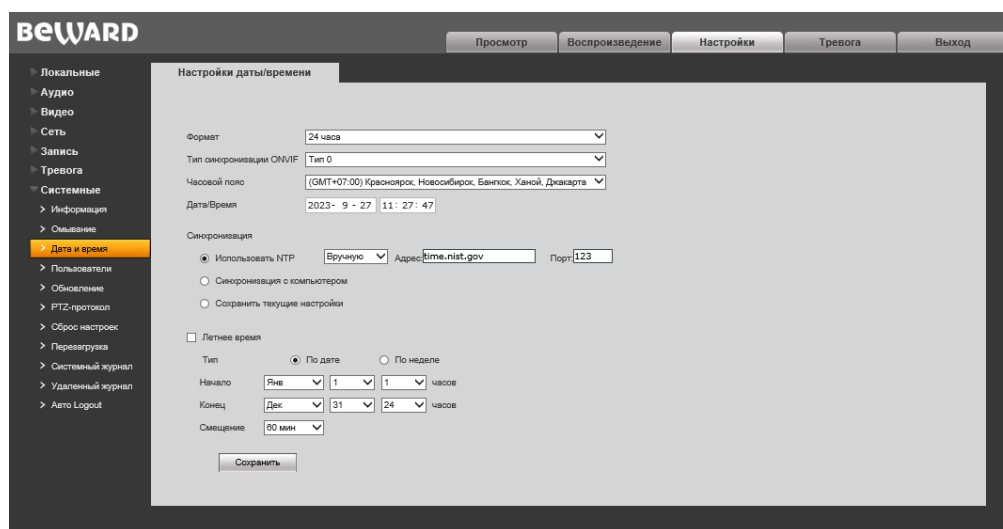 BEWARD
Просмотр Воспроизведение Настройки Тревога Выход
Локальные
Аудио
Видео
Сеть
Запись
Тревога
Системные
Информация
Омывание
Дата и время
Пользователи
Обновление
PTZ-протокол
Сброс настроек
Перезагрузка
Системный журнал
Удаленный журнал
Авто Logout
Настройки даты/времени
Формат 24 часа
Тип синхронизации ONVIF Тип 0
Часовой пояс (GMT+07:00) Красноярск, Новосибирск, Бангкок, Ханой, Джакарта
Дата/Время 2023- 9 - 27 11: 27: 47
Синхронизация
Использовать NTP Вручную Адрес: time.nist.gov Порт: 123
Синхронизация с компьютером
Сохранить текущие настройки
Летнее время
Тип По дате По неделе
Начало Янв 1 1 часов
Конец Дек 31 24 часов
Смещение 60 мин
Сохранить